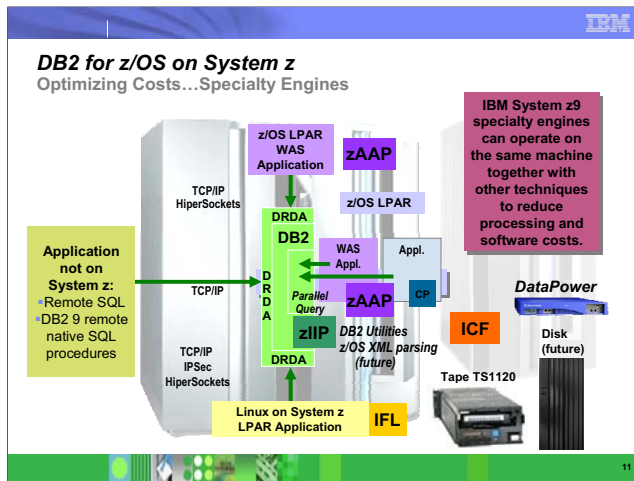 IBM
DB2 for z/OS on System z
Optimizing Costs…Specialty Engines
z/OS LPAR
WAS
Application
zAAP
IBM System z9
specialty engines
can operate on
the same machine
together with
other techniques
to reduce
processing and
software costs.
TCP/IP
HiperSockets
z/OS LPAR
DRDA
DB2
WAS
Appl.
Appl.
Application
not on
System z:
▪Remote SQL
▪DB2 9 remote
native SQL
procedures
TCP/IP
D
R
D
A
Parallel
Query
zAAP
CP
DataPower
zIIP
DB2 Utilities
z/OS XML parsing
(future)
ICF
Disk
(future)
TCP/IP
IPSec
HiperSockets
DRDA
Tape TS1120
Linux on System z
LPAR Application
IFL
11